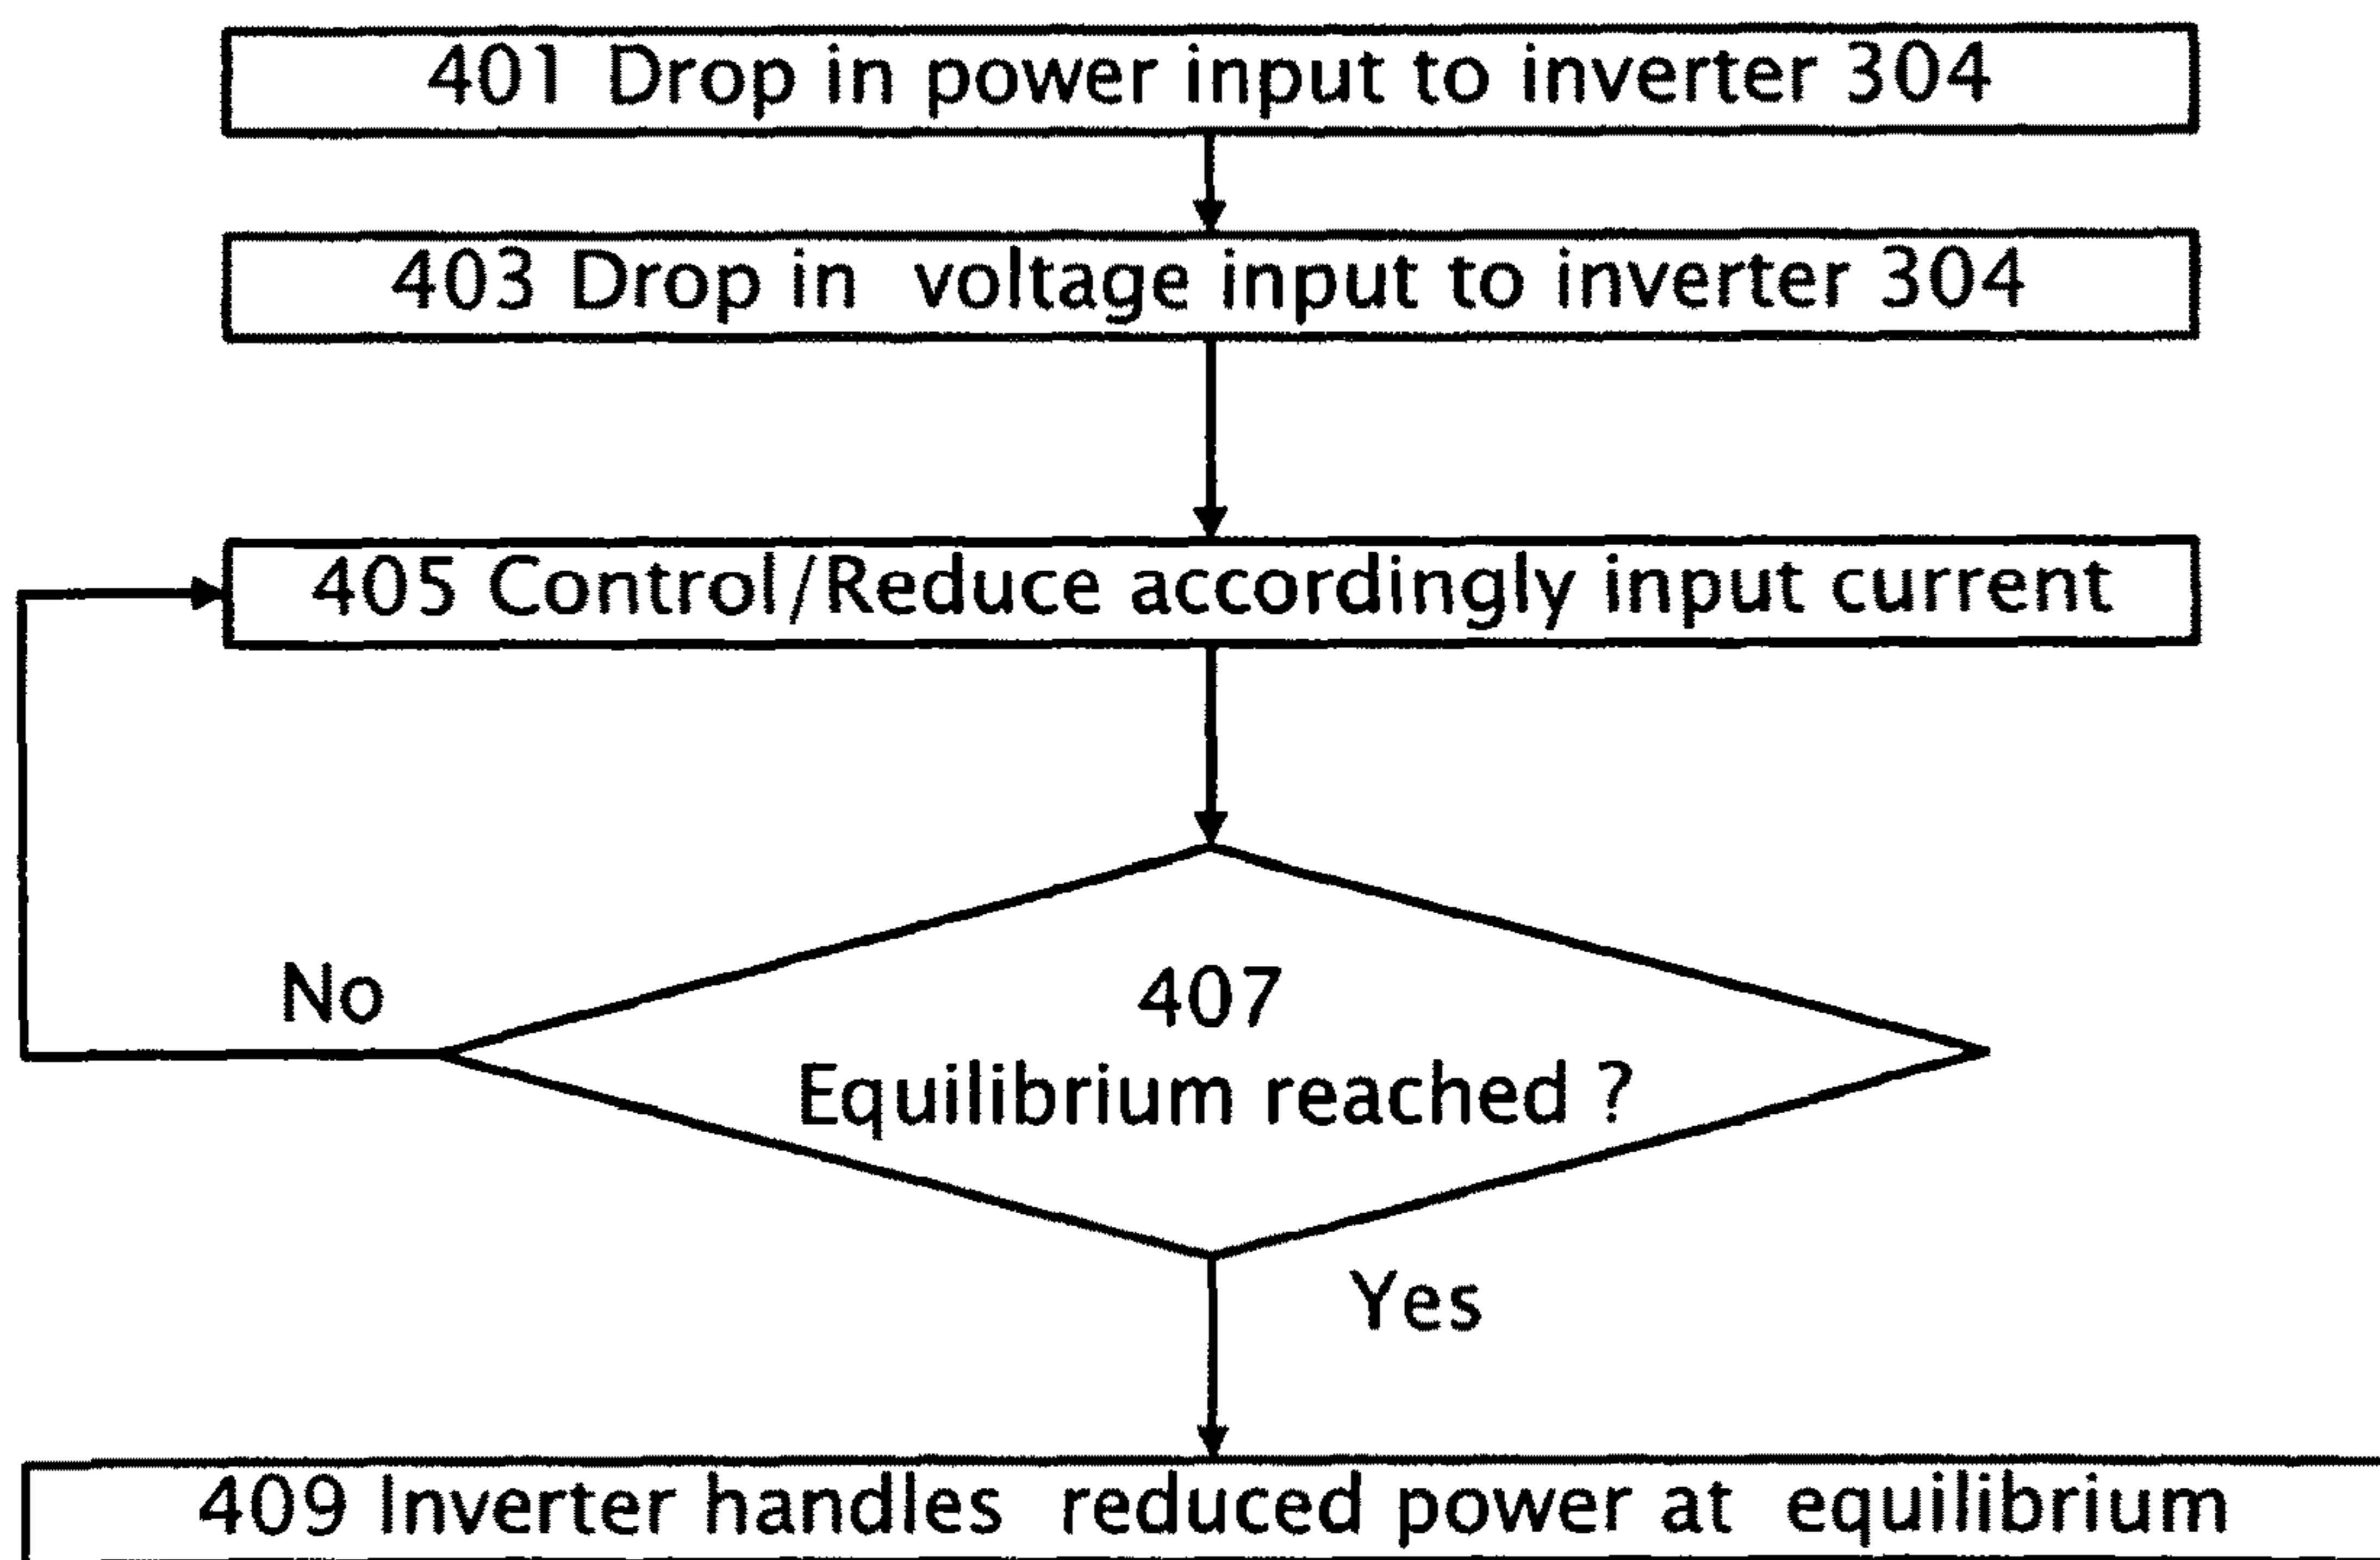 401 Drop in power input to inverter 304
403 Drop in voltage input to inverter 304
405 Control/Reduce accordingly input current
No
407
Equilibrium reached ?
Yes
409 Inverter handles reduced power at equilibrium